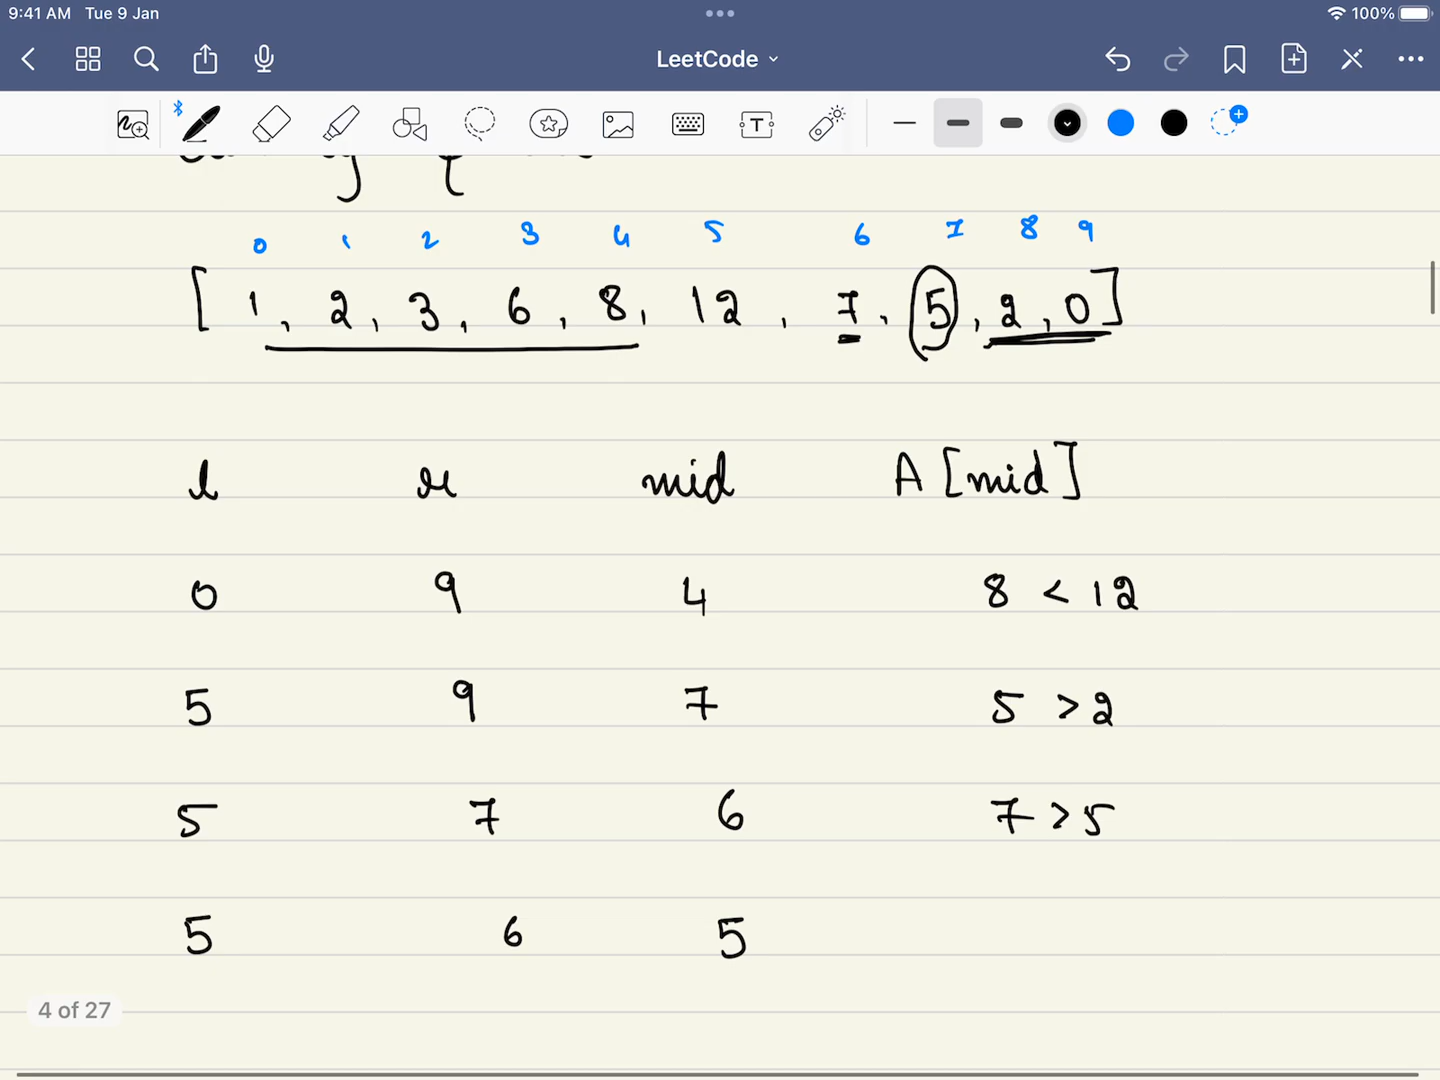 9:41 AM Tue 9 Jan 100%
LeetCode
0 1 2 3 4 5 6 7 8 9
[ 1, 2, 3, 6, 8, 12, 7, 5, 2, 0 ]
l r mid A [mid]
0 9 4 8 < 12
5 9 7 5 > 2
5 7 6 7 > 5
5 6 5
4 of 27